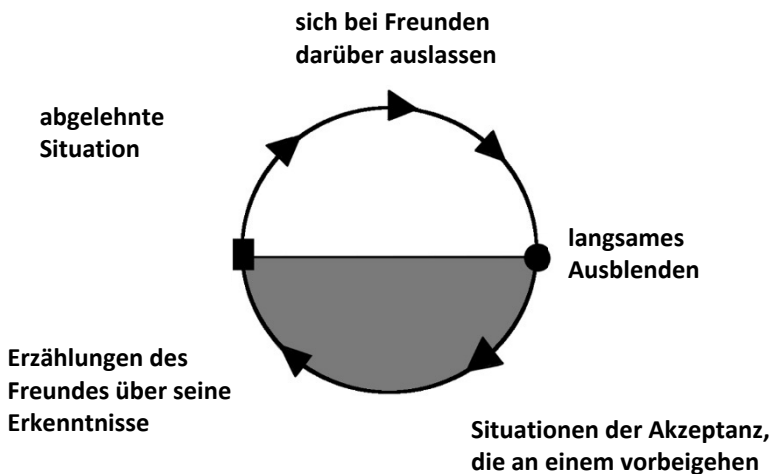 sich bei Freunden
darüber auslassen
abgelehnte
Situation
langsames
Ausblenden
Erzählungen des
Freundes über seine
Erkenntnisse
Situationen der Akzeptanz,
die an einem vorbeigehen